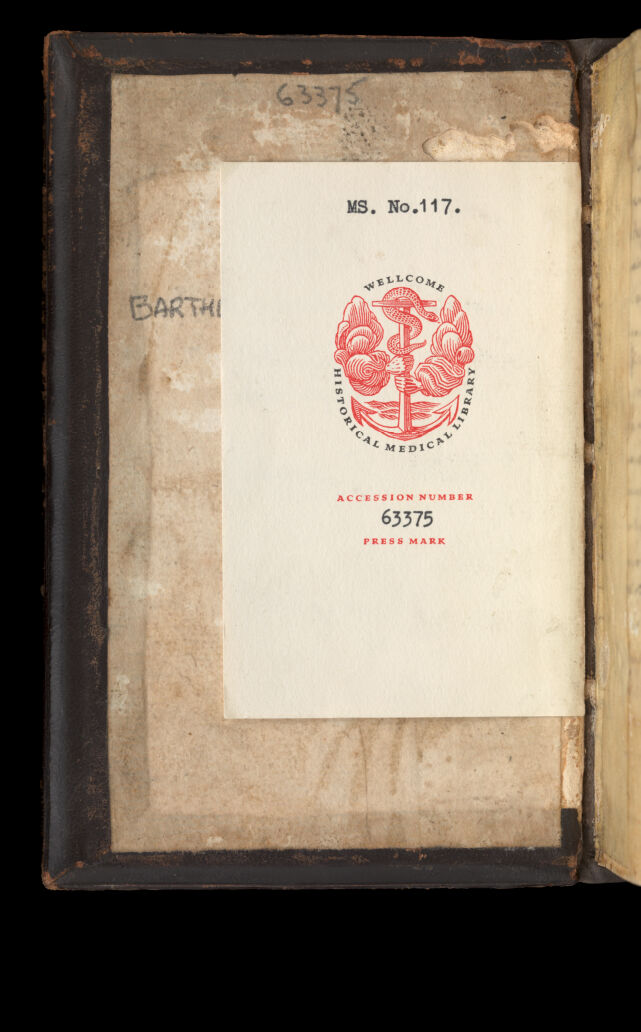 63375
MS. No.117.
WELLCOME
HISTORICAL MEDICAL LIBRARY
BARTH
ACCESSION NUMBER
63375
PRESS MARK